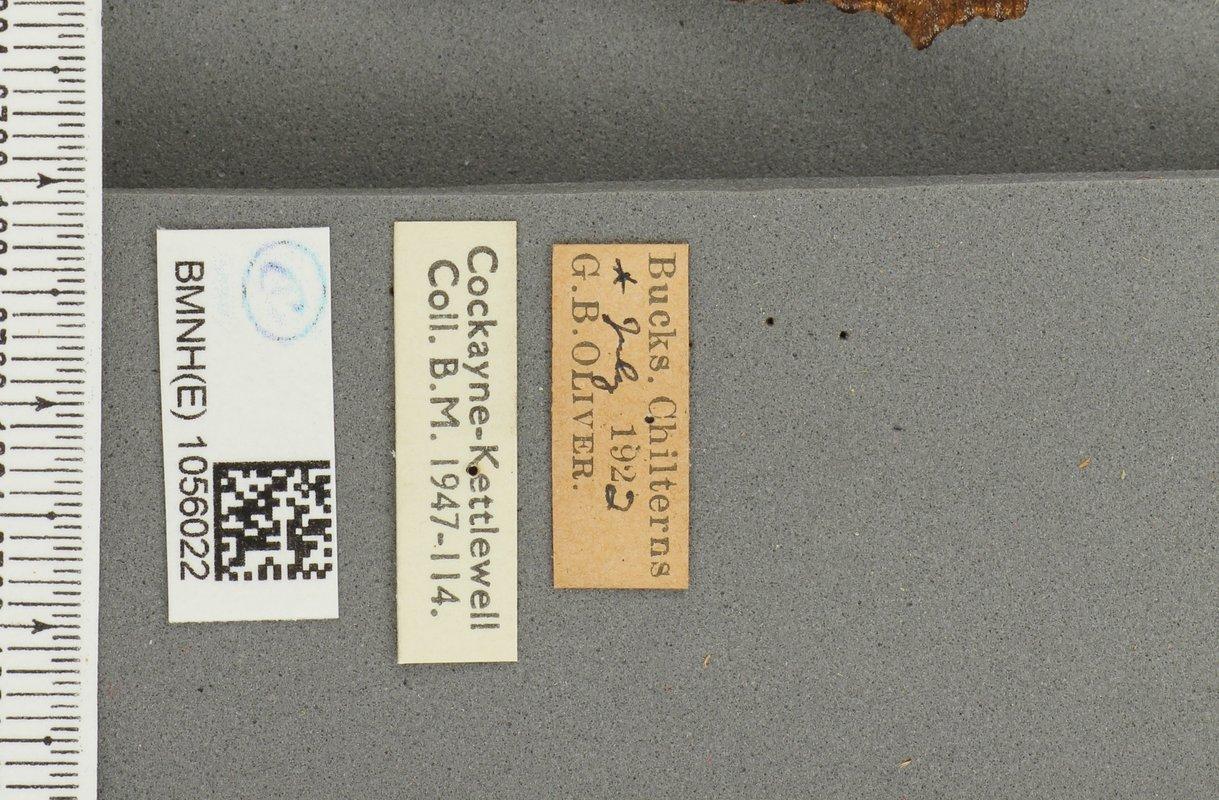 BMNH(E) 1056022
Cockayne-Kettlewell
Coll. B.M. 1947-114.
Bucks. Chilterns
* July 1922
G.B.OLIVER.